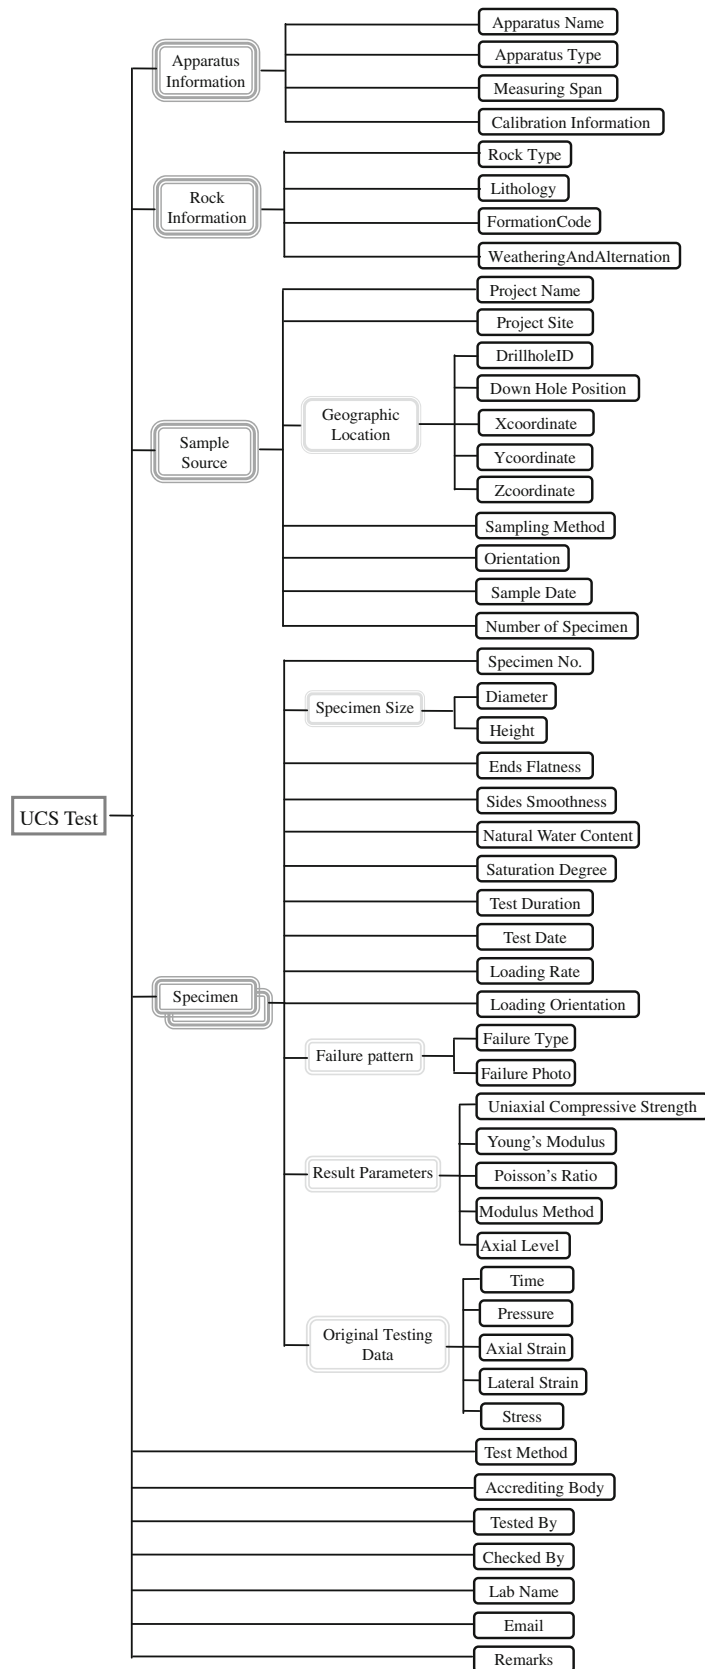 Apparatus Name
Apparatus
Information
Apparatus Type
Measuring Span
Calibration Information
Rock Type
Rock
Information
Lithology
FormationCode
WeatheringAndAlternation
Project Name
Project Site
DrillholeID
Down Hole Position
Geographic
Location
Xcoordinate
Sample
Source
Ycoordinate
Zcoordinate
Sampling Method
Orientation
Sample Date
Number of Specimen
Specimen No.
Specimen Size
Diameter
Height
Ends Flatness
Sides Smoothness
UCS Test
Natural Water Content
Saturation Degree
Test Duration
Test Date
Loading Rate
Specimen
Loading Orientation
Failure pattern
Failure Type
Failure Photo
Uniaxial Compressive Strength
Young's Modulus
Result Parameters
Poisson's Ratio
Modulus Method
Axial Level
Time
Pressure
Original Testing
Data
Axial Strain
Lateral Strain
Stress
Test Method
Accrediting Body
Tested By
Checked By
Lab Name
Email
Remarks